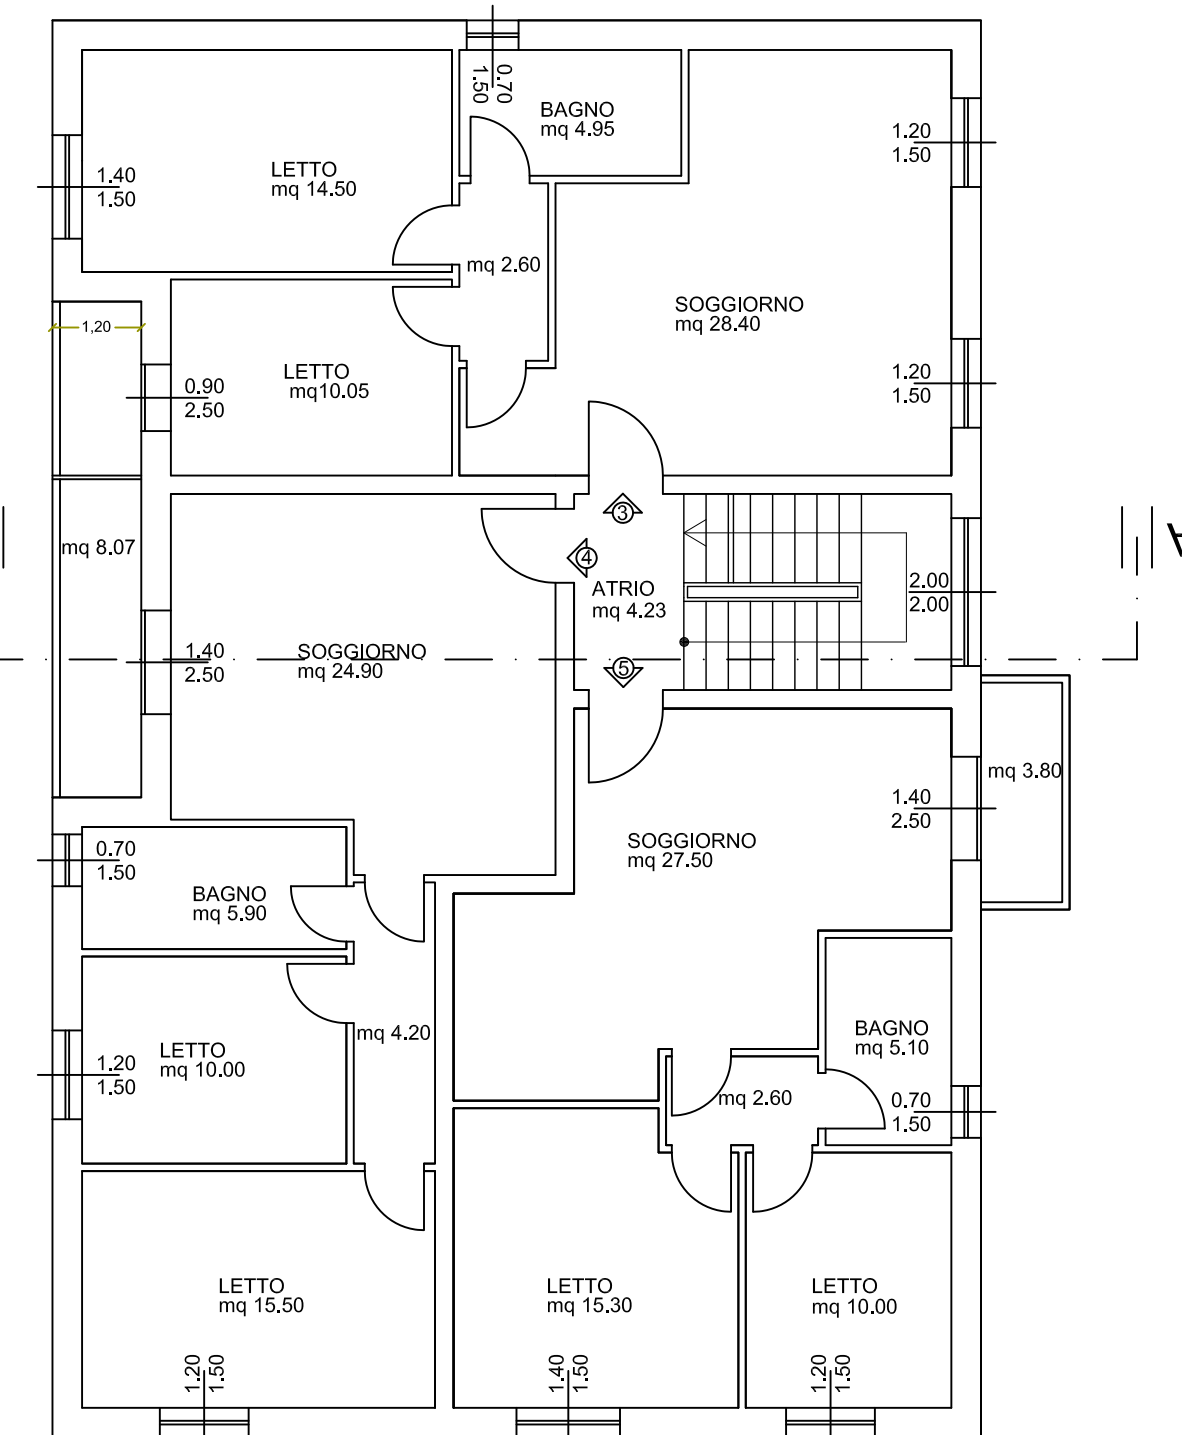 0.70
1.50
BAGNO
mq 4.95
1.20
1.50
LETTO
mq 14.50
1.40
1.50
mq 2.60
SOGGIORNO
mq 28.40
1,20
LETTO
mq10.05
0.90
2.50
1.20
1.50
3
mq 8.07
4
ATRIO
mq 4.23
2.00
2.00
A
SOGGIORNO
mq 24.90
1.40
2.50
5
mq 3.80
1.40
2.50
SOGGIORNO
mq 27.50
0.70
1.50
BAGNO
mq 5.90
mq 4.20
LETTO
mq 10.00
1.20
1.50
BAGNO
mq 5.10
mq 2.60
0.70
1.50
LETTO
mq 15.50
LETTO
mq 15.30
LETTO
mq 10.00
1.20
1.50
1.40
1.50
1.20
1.50